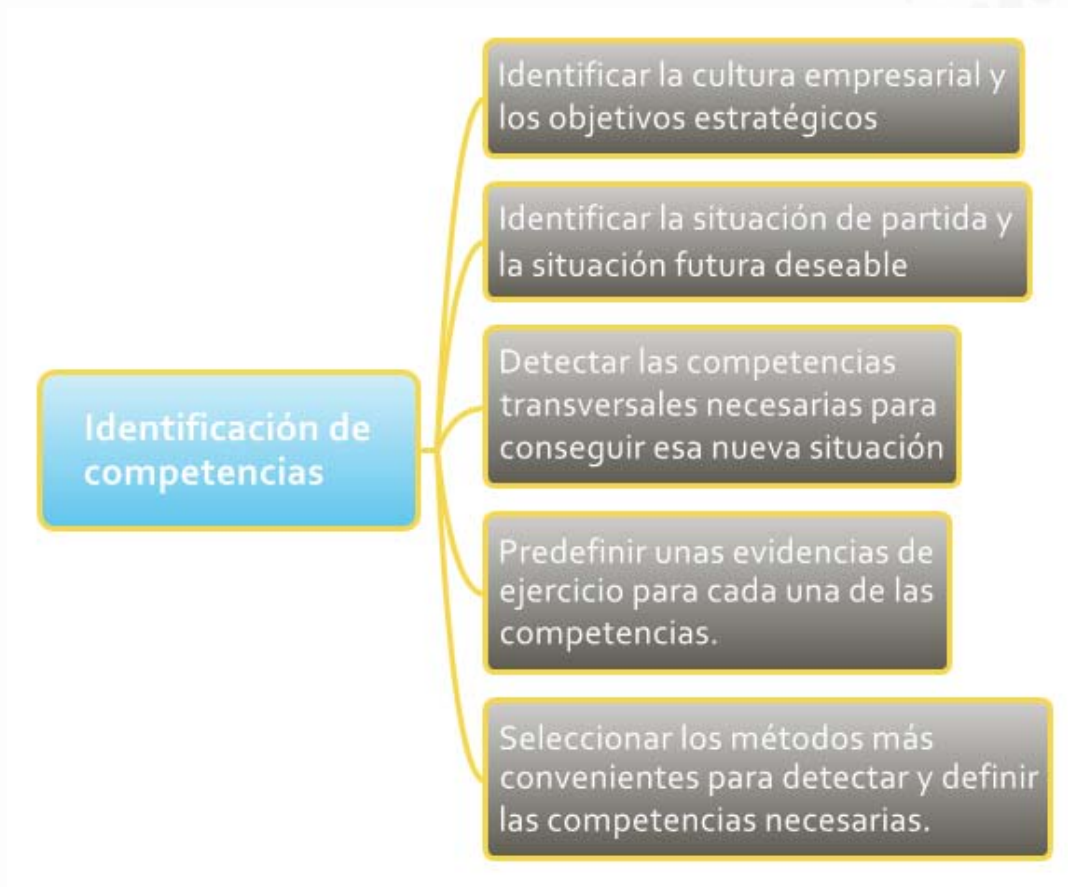 Identificación de
competencias
Identificar la cultura empresarial y
los objetivos estratégicos
Identificar la situación de partida y
la situación futura deseable
Detectar las competencias
transversales necesarias para
conseguir esa nueva situación
Predefinir unas evidencias de
ejercicio para cada una de las
competencias.
Seleccionar los métodos más
convenientes para detectar y definir
las competencias necesarias.